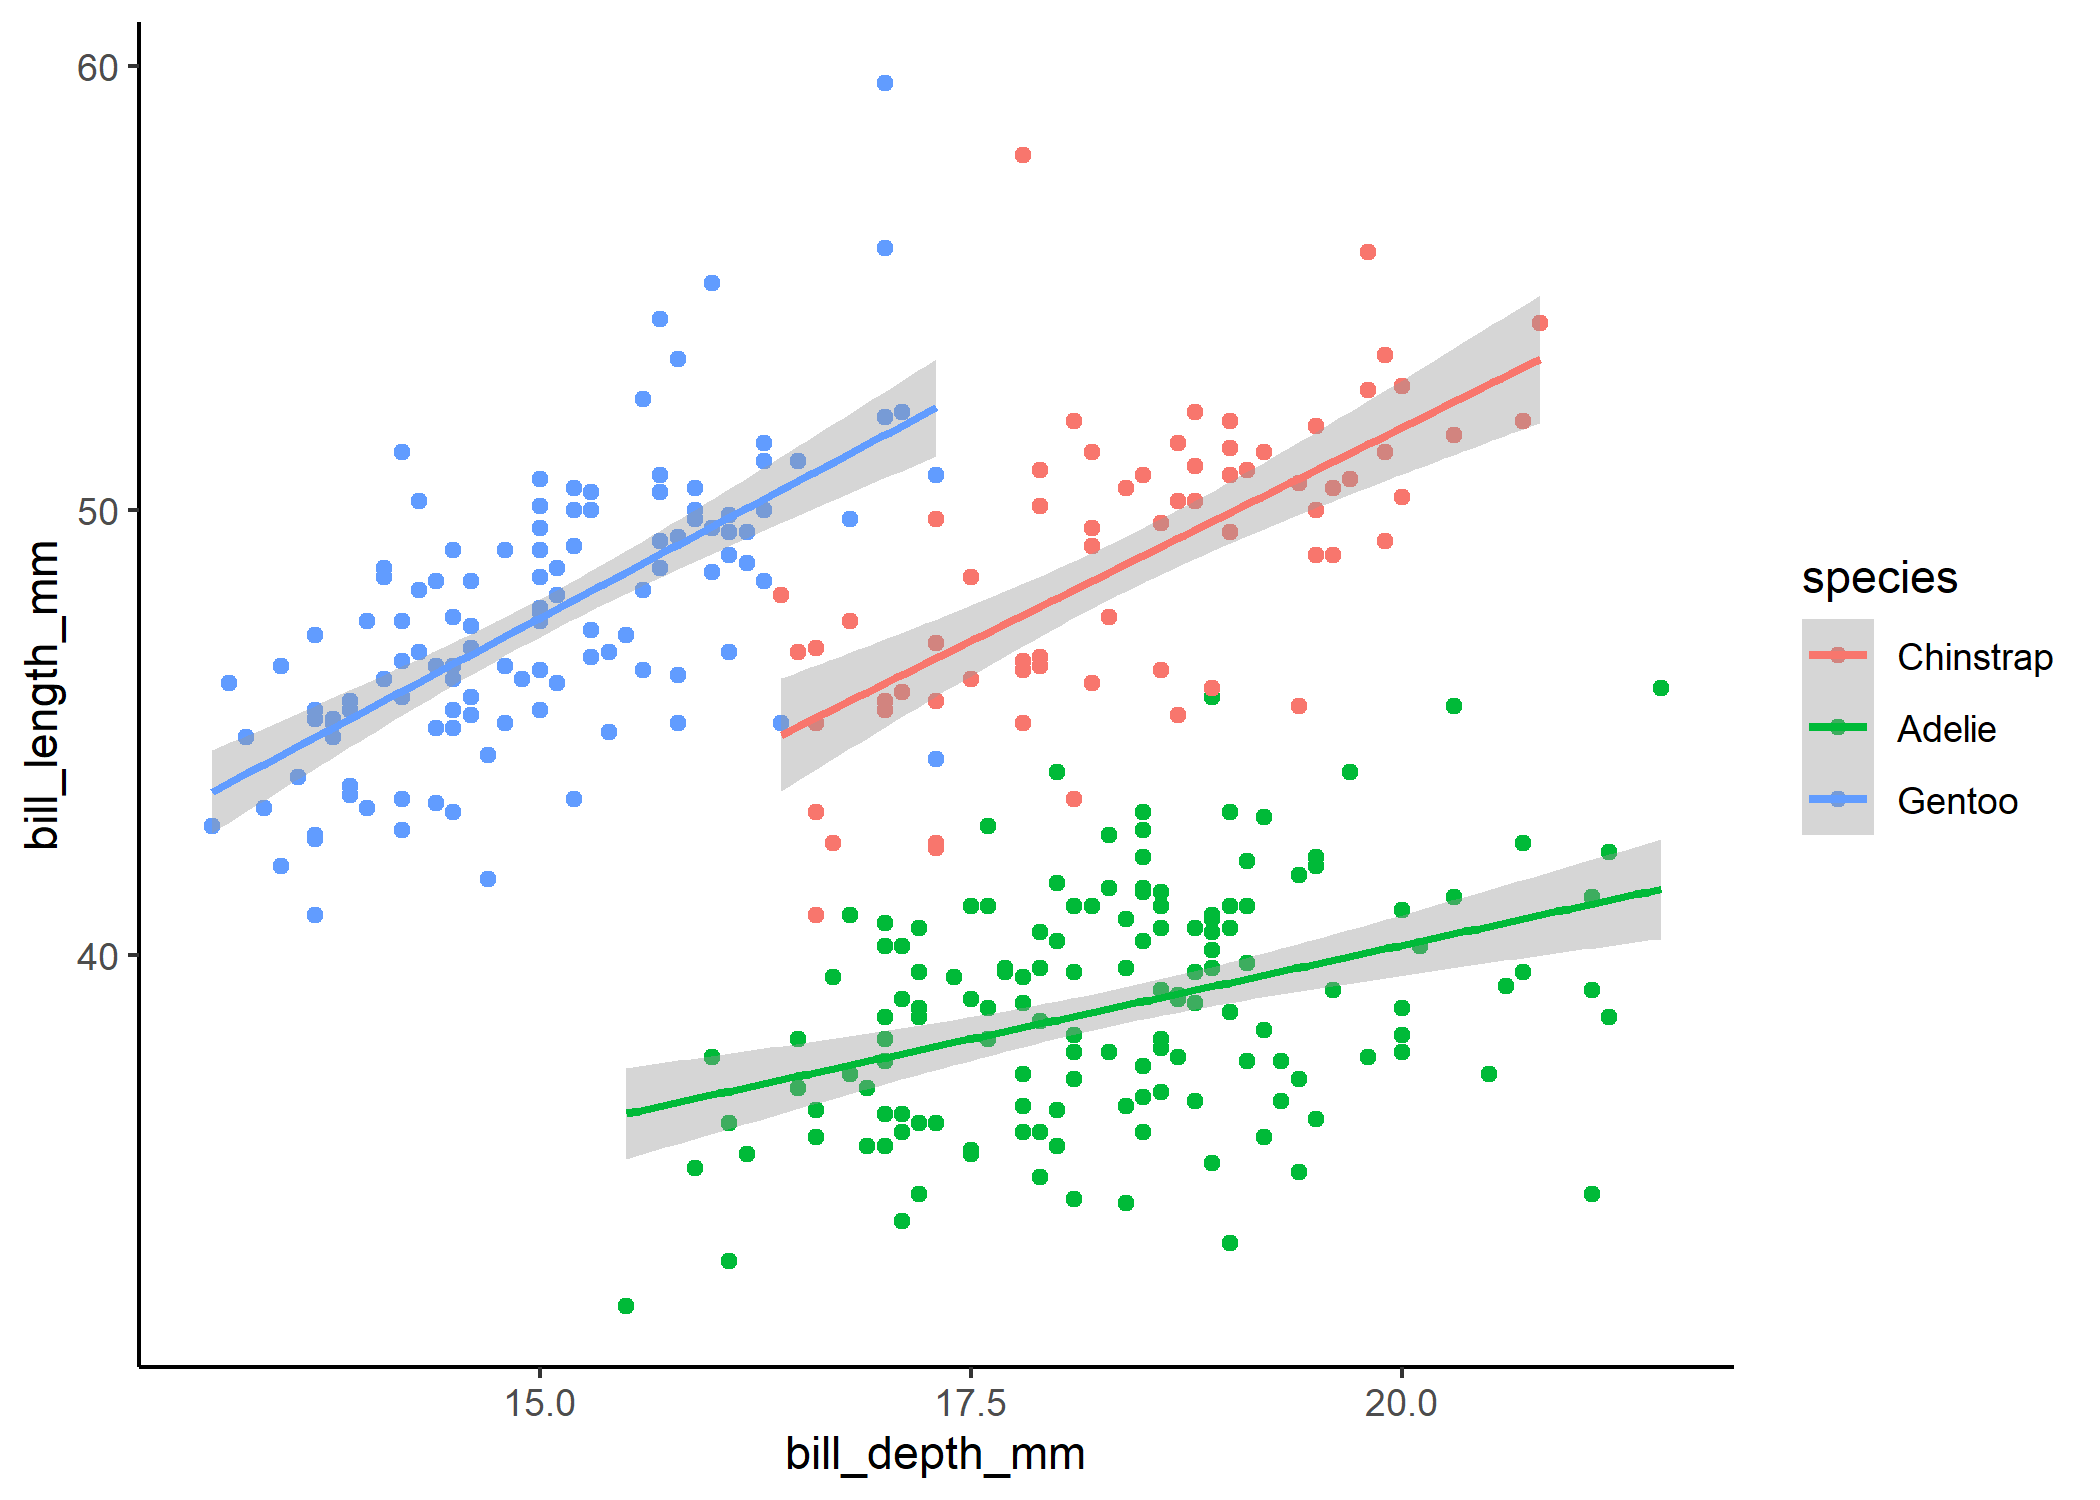 60
50
40
bill_length_mm
15.0
17.5
20.0
bill_depth_mm
species
Chinstrap
Adelie
Gentoo